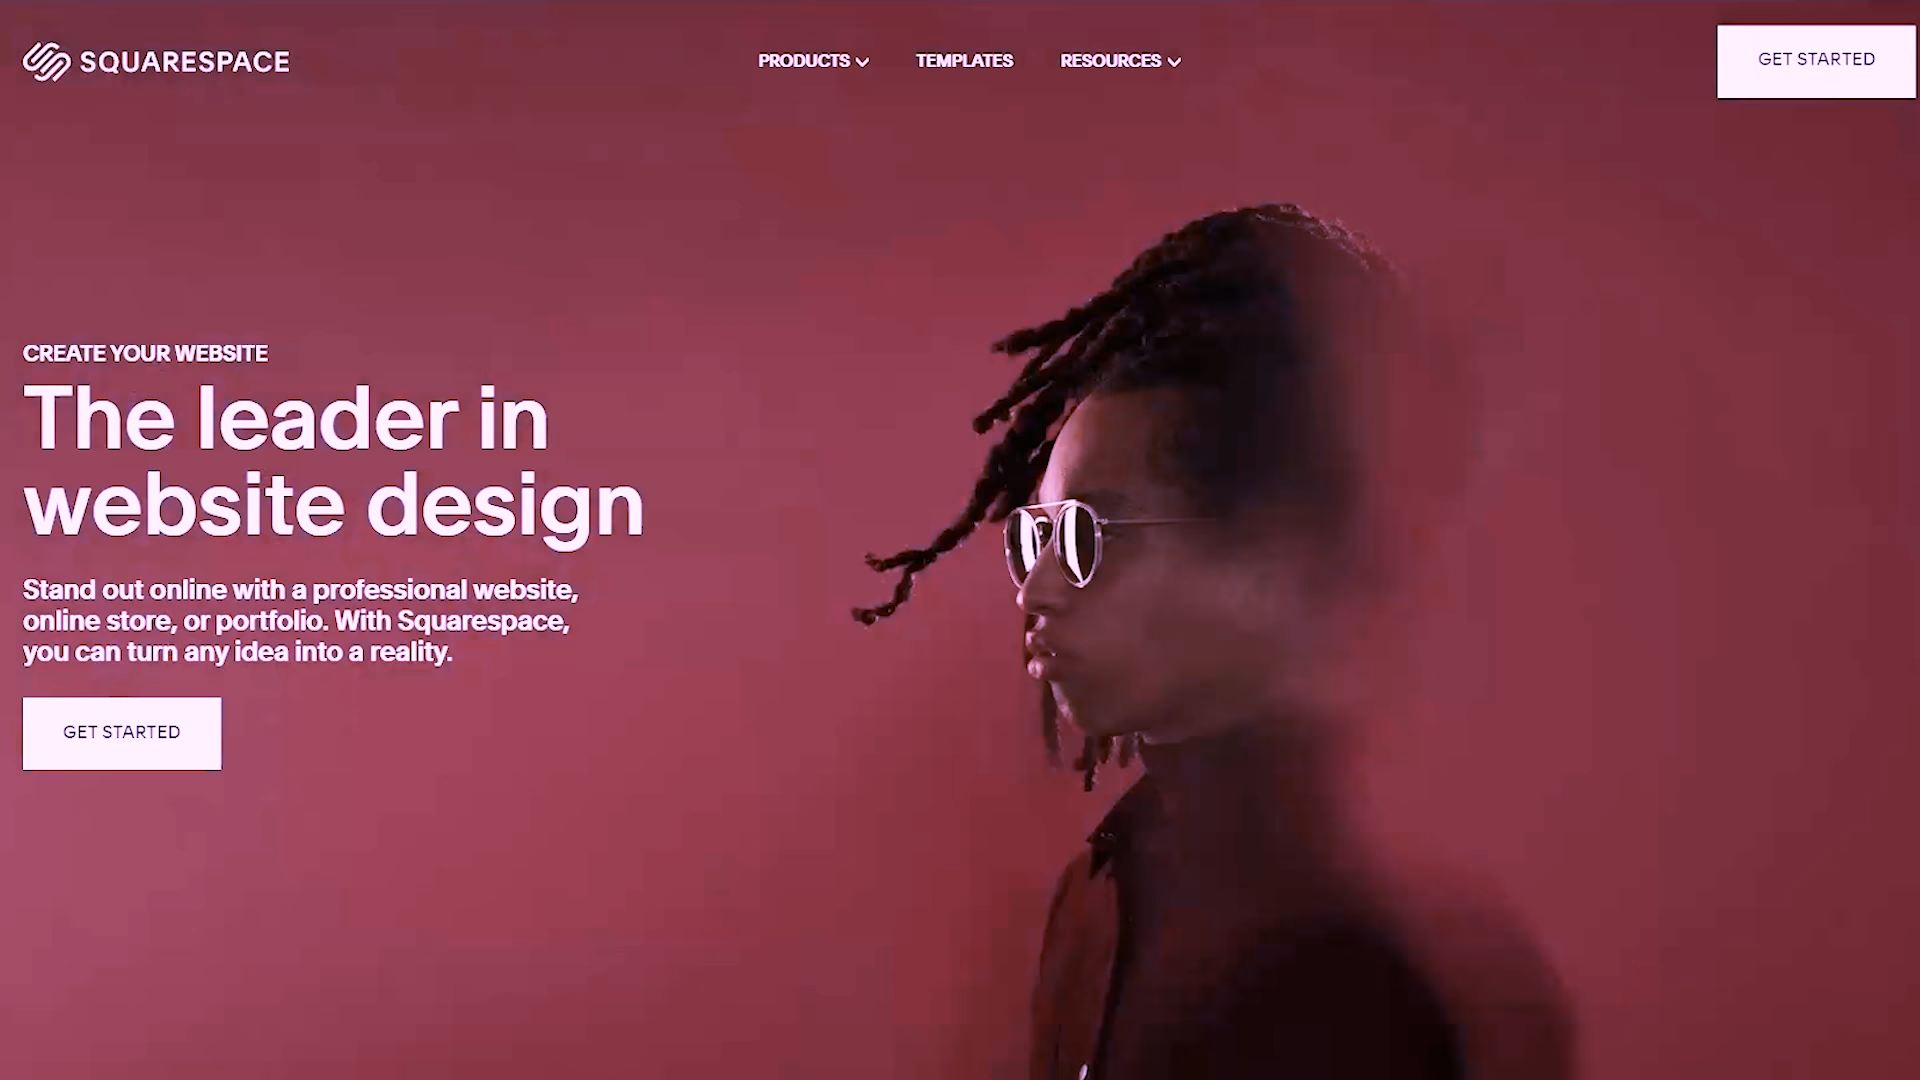 SQUARESPACE
PRODUCTS
TEMPLATES
RESOURCES
GET STARTED
CREATE YOUR WEBSITE
The leader in
website design
Stand out online with a professional website,
online store, or portfolio. With Squarespace,
you can turn any idea into a reality.
GET STARTED